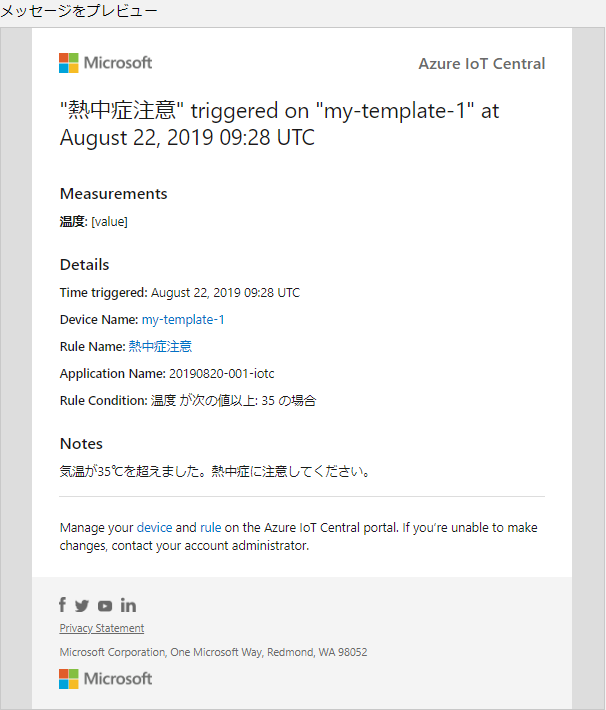 メッセージをプレビュー
Microsoft
Azure IoT Central
"熱中症注意" triggered on "my-template-1" at
August 22, 2019 09:28 UTC
Measurements
温度: [value]
Details
Time triggered: August 22, 2019 09:28 UTC
Device Name: my-template-1
Rule Name: 熱中症注意
Application Name: 20190820-001-iotc
Rule Condition: 温度 が次の値以上: 35 の場合
Notes
気温が35℃を超えました。熱中症に注意してください。
Manage your device and rule on the Azure IoT Central portal. If you're unable to make
changes, contact your account administrator.
Privacy Statement
Microsoft Corporation, One Microsoft Way, Redmond, WA 98052
Microsoft